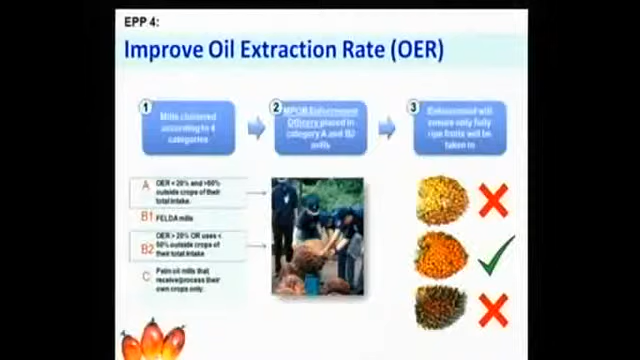 EPP 4:
Improve Oil Extraction Rate (OER)
1
Mills clustered
according to 4
categories
2
MPOB Enforcement
Officers placed in
category A and B2
mills
3
Enforcement will
ensure only fully
ripe fruits will be
taken in
A
OER < 20% and >50%
outside crops of their
total intake.
B1
FELDA mills
B2
OER > 20% OR uses <
50% outside crops of
their total intake
C
Palm oil mills that
receive/process their
own crops only.